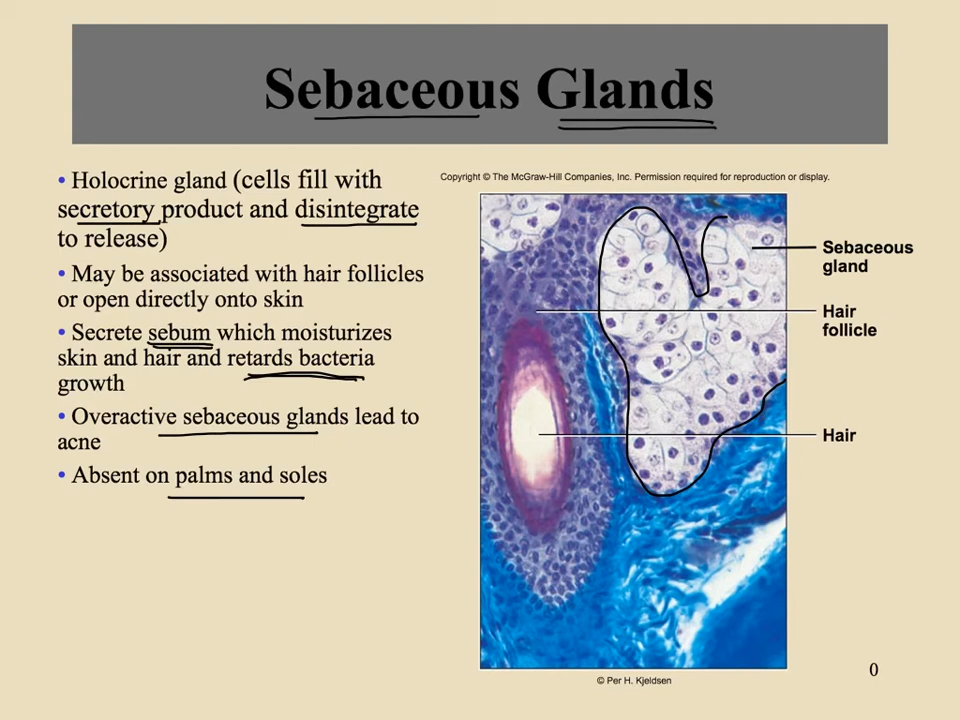 Sebaceous Glands
• Holocrine gland (cells fill with
secretory product and disintegrate
to release)
• May be associated with hair follicles
or open directly onto skin
• Secrete sebum which moisturizes
skin and hair and retards bacteria
growth
• Overactive sebaceous glands lead to
acne
• Absent on palms and soles
Copyright © The McGraw-Hill Companies, Inc. Permission required for reproduction or display.
Sebaceous
gland
Hair
follicle
Hair
© Per H. Kjeldsen
0